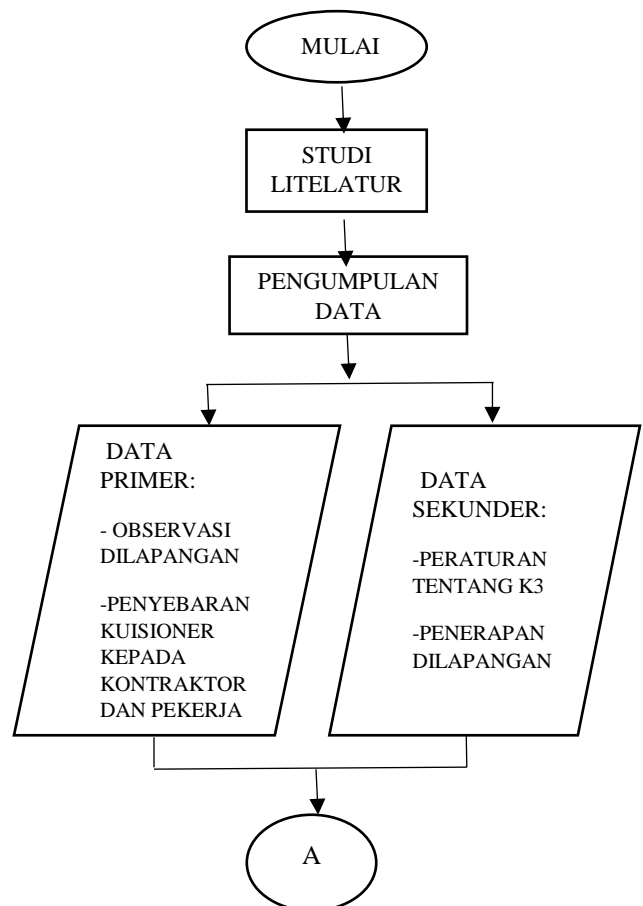 MULAI
STUDI
LITELATUR
PENGUMPULAN
DATA
DATA
PRIMER:
- OBSERVASI
DILAPANGAN
-PENYEBARAN
KUISIONER
KEPADA
KONTRAKTOR
DAN PEKERJA
DATA
SEKUNDER:
-PERATURAN
TENTANG K3
-PENERAPAN
DILAPANGAN
A